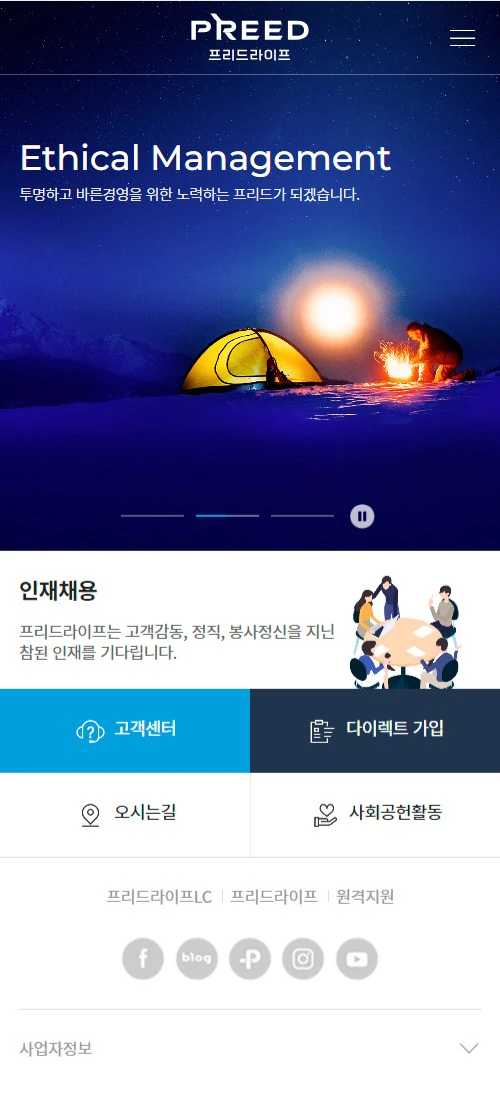 PREED
프리드라이프
Ethical Management
투명하고 바른경영을 위한 노력하는 프리드가 되겠습니다.
인재채용
프리드라이프는 고객감동, 정직, 봉사정신을 지닌
참된 인재를 기다립니다.
고객센터
다이렉트 가입
오시는길
사회공헌활동
프리드라이프LC 프리드라이프 원격지원
f blog P
사업자정보